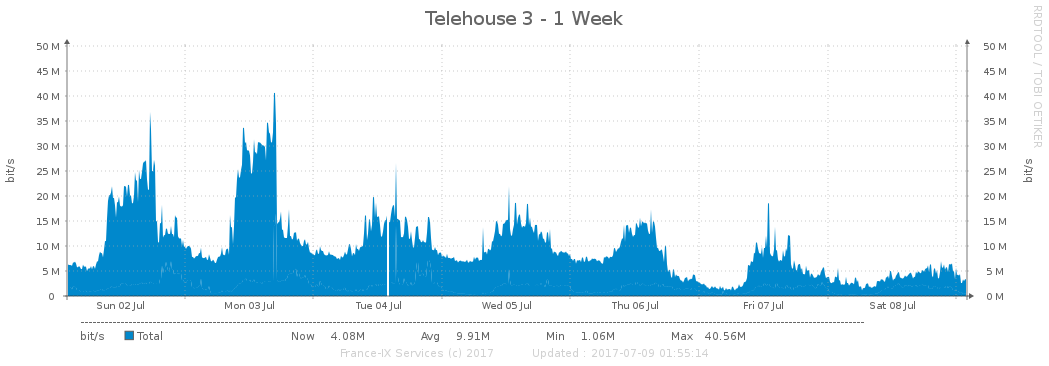 Telehouse 3 - 1 Week
RRDTOOL / TOBI OETIKER
50 M 50 M
45 M 45 M
40 M 40 M
35 M 35 M
30 M 30 M
25 M 25 M
20 M 20 M
15 M 15 M
10 M 10 M
5 M 5 M
0 0 M
bit/s bit/s
Sun 02 Jul Mon 03 Jul Tue 04 Jul Wed 05 Jul Thu 06 Jul Fri 07 Jul Sat 08 Jul
bit/s Total Now 4.08M Avg 9.91M Min 1.06M Max 40.56M
France-IX Services (c) 2017 Updated : 2017-07-09 01:55:14